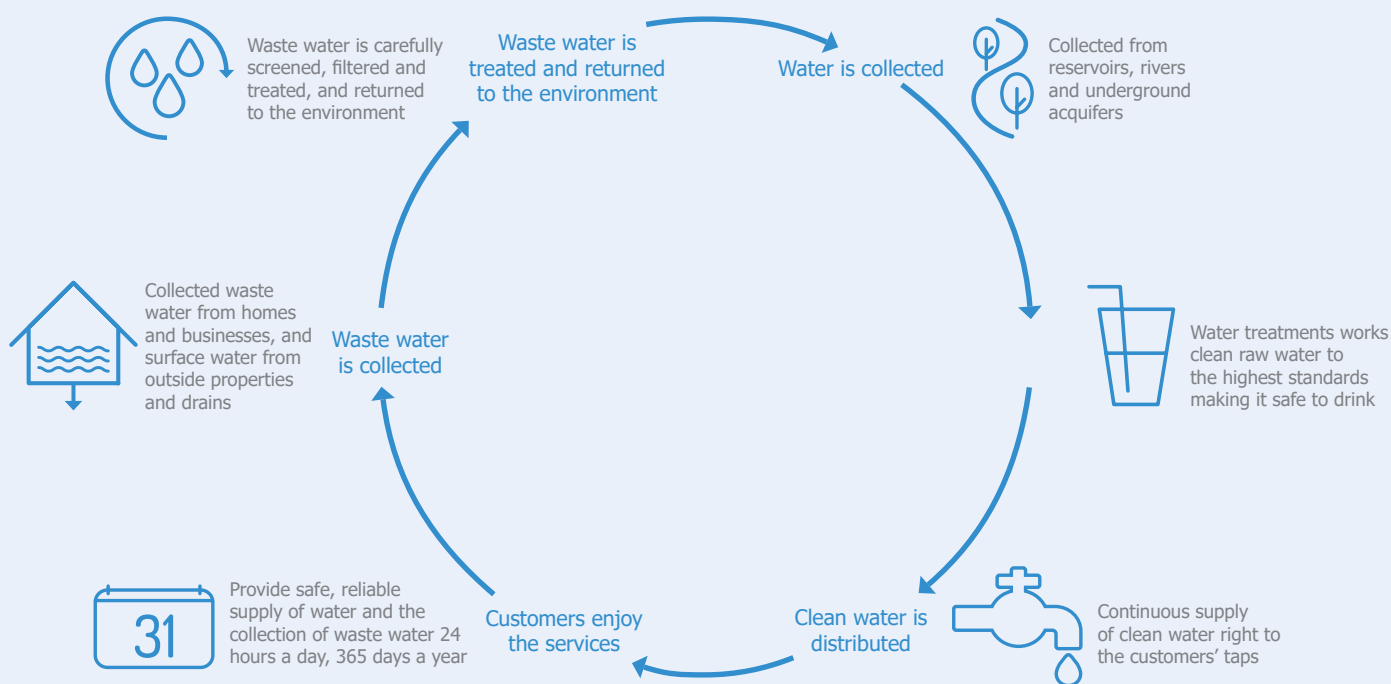 Waste water is carefully
screened, filtered and
treated, and returned
to the environment
Waste water is
treated and returned
to the environment
Water is collected
Collected from
reservoirs, rivers
and underground
acquifers
Collected waste
water from homes
and businesses, and
surface water from
outside properties
and drains
Waste water
is collected
Water treatments works
clean raw water to
the highest standards
making it safe to drink
31
Provide safe, reliable
supply of water and the
collection of waste water 24
hours a day, 365 days a year
Customers enjoy
the services
Clean water is
distributed
Continuous supply
of clean water right to
the customers’ taps